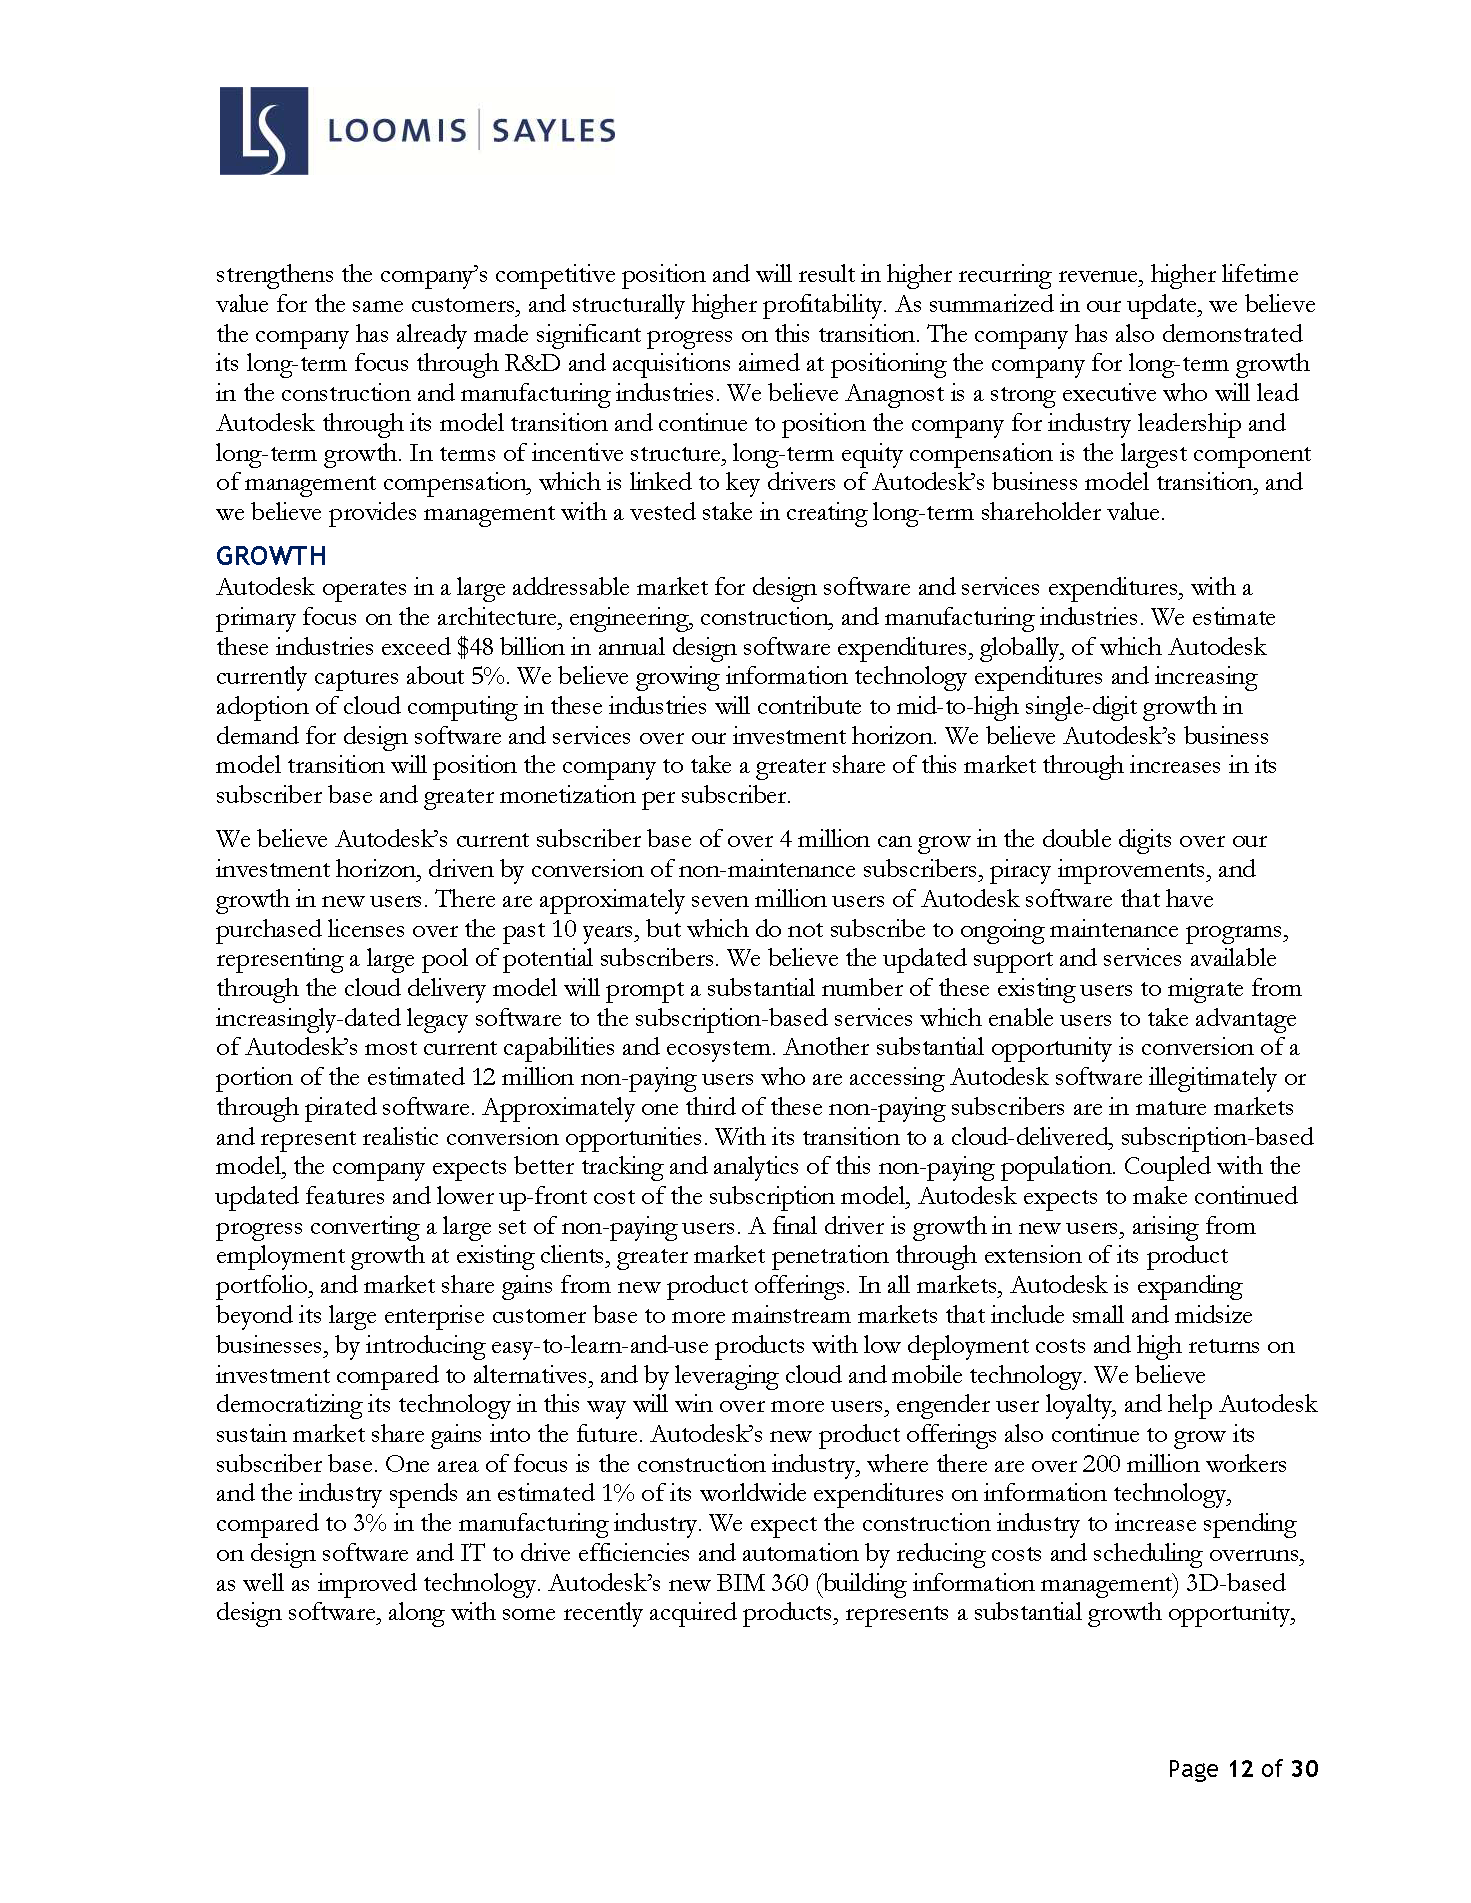 LS LOOMIS | SAYLES
strengthens the company’s competitive position and will result in higher recurring revenue, higher lifetime
value for the same customers, and structurally higher profitability. As summarized in our update, we believe
the company has already made significant progress on this transition. The company has also demonstrated
its long-term focus through R&D and acquisitions aimed at positioning the company for long-term growth
in the construction and manufacturing industries. We believe Anagnost is a strong executive who will lead
Autodesk through its model transition and continue to position the company for industry leadership and
long-term growth. In terms of incentive structure, long-term equity compensation is the largest component
of management compensation, which is linked to key drivers of Autodesk’s business model transition, and
we believe provides management with a vested stake in creating long-term shareholder value.
GROWTH
Autodesk operates in a large addressable market for design software and services expenditures, with a
primary focus on the architecture, engineering, construction, and manufacturing industries. We estimate
these industries exceed $48 billion in annual design software expenditures, globally, of which Autodesk
currently captures about 5%. We believe growing information technology expenditures and increasing
adoption of cloud computing in these industries will contribute to mid-to-high single-digit growth in
demand for design software and services over our investment horizon. We believe Autodesk’s business
model transition will position the company to take a greater share of this market through increases in its
subscriber base and greater monetization per subscriber.
We believe Autodesk’s current subscriber base of over 4 million can grow in the double digits over our
investment horizon, driven by conversion of non-maintenance subscribers, piracy improvements, and
growth in new users. There are approximately seven million users of Autodesk software that have
purchased licenses over the past 10 years, but which do not subscribe to ongoing maintenance programs,
representing a large pool of potential subscribers. We believe the updated support and services available
through the cloud delivery model will prompt a substantial number of these existing users to migrate from
increasingly-dated legacy software to the subscription-based services which enable users to take advantage
of Autodesk’s most current capabilities and ecosystem. Another substantial opportunity is conversion of a
portion of the estimated 12 million non-paying users who are accessing Autodesk software illegitimately or
through pirated software. Approximately one third of these non-paying subscribers are in mature markets
and represent realistic conversion opportunities. With its transition to a cloud-delivered, subscription-based
model, the company expects better tracking and analytics of this non-paying population. Coupled with the
updated features and lower up-front cost of the subscription model, Autodesk expects to make continued
progress converting a large set of non-paying users. A final driver is growth in new users, arising from
employment growth at existing clients, greater market penetration through extension of its product
portfolio, and market share gains from new product offerings. In all markets, Autodesk is expanding
beyond its large enterprise customer base to more mainstream markets that include small and midsize
businesses, by introducing easy-to-learn-and-use products with low deployment costs and high returns on
investment compared to alternatives, and by leveraging cloud and mobile technology. We believe
democratizing its technology in this way will win over more users, engender user loyalty, and help Autodesk
sustain market share gains into the future. Autodesk’s new product offerings also continue to grow its
subscriber base. One area of focus is the construction industry, where there are over 200 million workers
and the industry spends an estimated 1% of its worldwide expenditures on information technology,
compared to 3% in the manufacturing industry. We expect the construction industry to increase spending
on design software and IT to drive efficiencies and automation by reducing costs and scheduling overruns,
as well as improved technology. Autodesk’s new BIM 360 (building information management) 3D-based
design software, along with some recently acquired products, represents a substantial growth opportunity,
Page 12 of 30